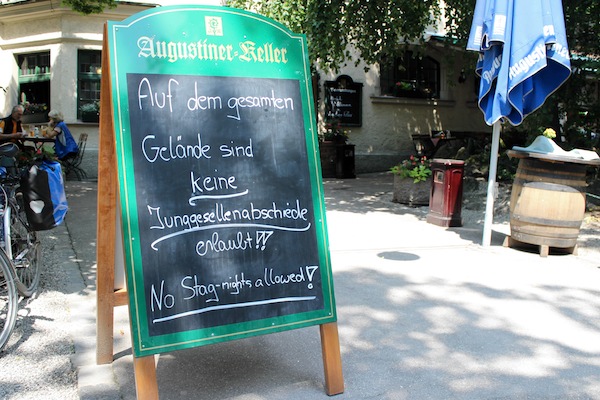 Augustiner-Keller
Auf dem gesamten
Gelände sind
keine
Junggesellenabschiede
erlaubt!!
No Stag-nights allowed!